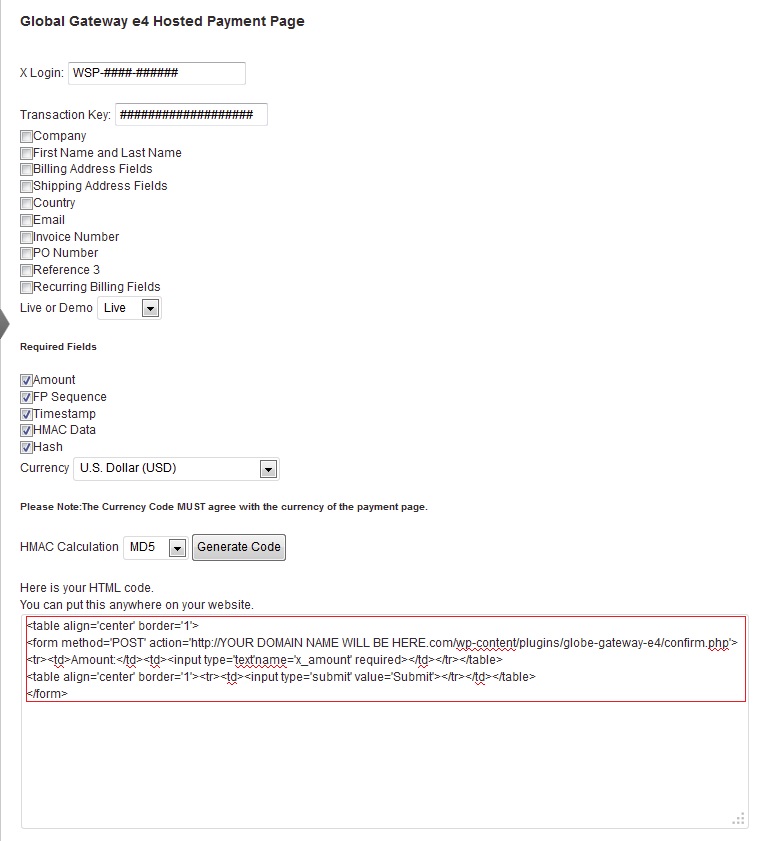 Global Gateway e4 Hosted Payment Page
X Login: WSP-####-######
Transaction Key: ###################
Company
First Name and Last Name
Billing Address Fields
Shipping Address Fields
Country
Email
Invoice Number
PO Number
Reference 3
Recurring Billing Fields
Live or Demo Live
Required Fields
Amount
FP Sequence
Timestamp
HMAC Data
Hash
Currency U.S. Dollar (USD)
Please Note:The Currency Code MUST agree with the currency of the payment page.
HMAC Calculation MD5 Generate Code
Here is your HTML code.
You can put this anywhere on your website.
<table align='center' border='1'>
<form method='POST' action='http://YOUR DOMAIN NAME WILL BE HERE.com/wp-content/plugins/globe-gateway-e4/confirm.php'>
<tr><td>Amount:</td><td><input type='text'name='x_amount' required></td></tr></table>
<table align='center' border='1'><tr><td><input type='submit' value='Submit'></tr></td></table>
</form>